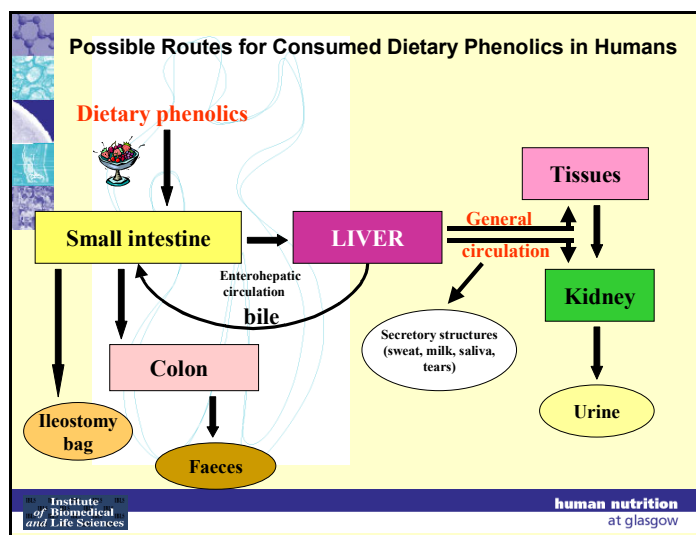 Possible Routes for Consumed Dietary Phenolics in Humans
Dietary phenolics
Tissues
Small intestine
LIVER
General
circulation
Enterohepatic
circulation
bile
Kidney
Secretory structures
(sweat, milk, saliva,
tears)
Colon
Ileostomy
bag
Urine
Faeces
Institute
of Biomedical
and Life Sciences
human nutrition
at glasgow